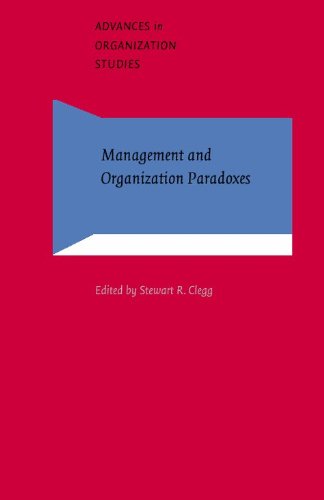 ADVANCES in
ORGANIZATION
STUDIES
Management and
Organization Paradoxes
Edited by Stewart R. Clegg